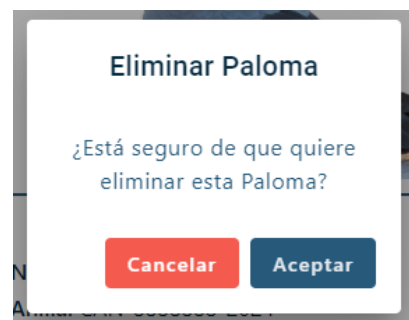 Eliminar Paloma
¿Está seguro de que quiere
eliminar esta Paloma?
Cancelar Aceptar
N